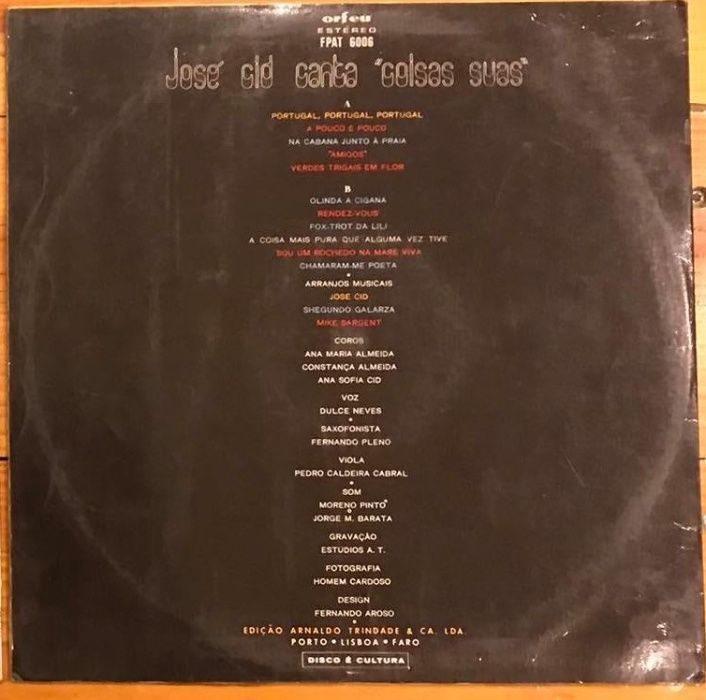 orfeu
ESTÉREO
FPAT 6006
José cid canta "coisas suas"
A
PORTUGAL, PORTUGAL, PORTUGAL
A POUCO E POUCO
NA CABANA JUNTO À PRAIA
"AMIGOS"
VERDES TRIGAIS EM FLOR
B
OLINDA A CIGANA
RENDEZ-VOUS
FOX-TROT DA LILI
A COISA MAIS PURA QUE ALGUMA VEZ TIVE
SOU UM ROCHEDO NA MARÉ VIVA
CHAMARAM-ME POETA
ARRANJOS MUSICAIS
JOSÉ CID
SHEGUNDO GALARZA
MIKE SARGENT
COROS
ANA MARIA ALMEIDA
CONSTANÇA ALMEIDA
ANA SOFIA CID
VOZ
DULCE NEVES
SAXOFONISTA
FERNANDO PLENO
VIOLA
PEDRO CALDEIRA CABRAL
SOM
MORENO PINTO
JORGE M. BARATA
GRAVAÇÃO
ESTUDIOS A. T.
FOTOGRAFIA
HOMEM CARDOSO
DESIGN
FERNANDO AROSO
EDIÇÃO ARNALDO TRINDADE & CA. LDA.
PORTO • LISBOA • FARO
DISCO É CULTURA